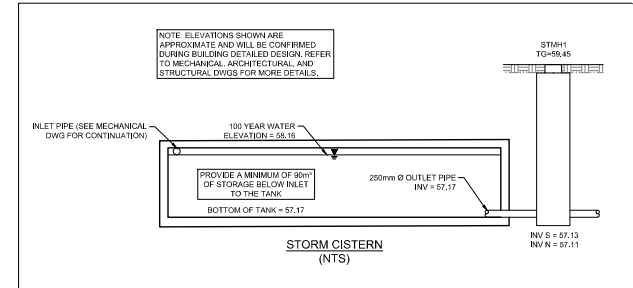 NOTE: ELEVATIONS SHOWN ARE
APPROXIMATE AND WILL BE CONFIRMED
DURING BUILDING DETAILED DESIGN. REFER
TO MECHANICAL, ARCHITECTURAL, AND
STRUCTURAL DWGS FOR MORE DETAILS.
STMH1
TG=59.45
INLET PIPE (SEE MECHANICAL
DWG FOR CONTINUATION)
100 YEAR WATER
ELEVATION = 58.16
PROVIDE A MINIMUM OF 90m³
OF STORAGE BELOW INLET
TO THE TANK
250mm Ø OUTLET PIPE
INV = 57.17
BOTTOM OF TANK = 57.17
INV S = 57.13
INV N = 57.11
STORM CISTERN
(NTS)